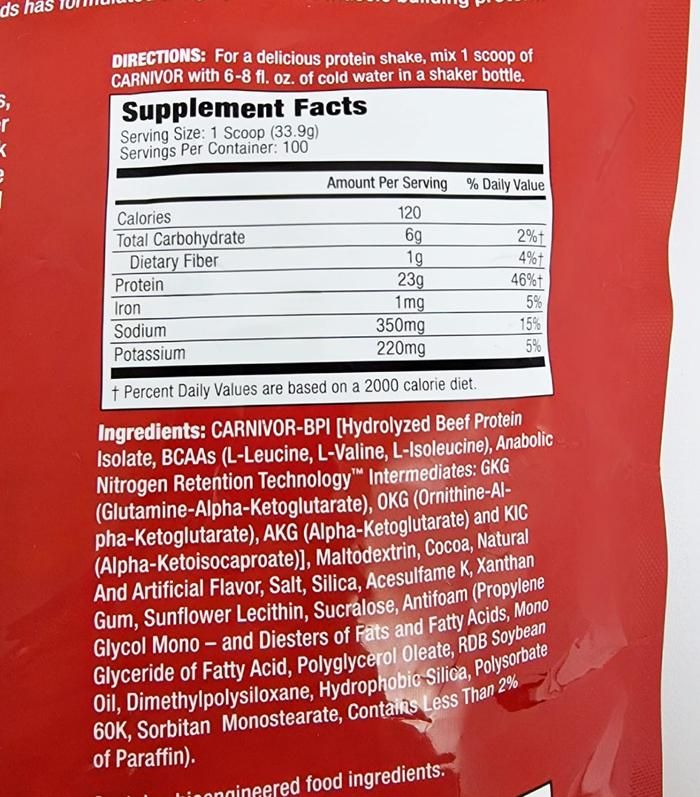 ds has
DIRECTIONS: For a delicious protein shake, mix 1 scoop of
CARNIVOR with 6-8 fl. oz. of cold water in a shaker bottle.
Supplement Facts
Serving Size: 1 Scoop (33.9g)
Servings Per Container: 100
Amount Per Serving % Daily Value
Calories 120
Total Carbohydrate 6g 2%†
Dietary Fiber 1g 4%†
Protein 23g 46%†
Iron 1mg 5%
Sodium 350mg 15%
Potassium 220mg 5%
† Percent Daily Values are based on a 2000 calorie diet.
Ingredients: CARNIVOR-BPI [Hydrolyzed Beef Protein
Isolate, BCAAs (L-Leucine, L-Valine, L-Isoleucine), Anabolic
Nitrogen Retention Technology™ Intermediates: GKG
(Glutamine-Alpha-Ketoglutarate), OKG (Ornithine-Al-
pha-Ketoglutarate), AKG (Alpha-Ketoglutarate) and KIC
(Alpha-Ketoisocaproate)], Maltodextrin, Cocoa, Natural
And Artificial Flavor, Salt, Silica, Acesulfame K, Xanthan
Gum, Sunflower Lecithin, Sucralose, Antifoam (Propylene
Glycol Mono – and Diesters of Fats and Fatty Acids, Mono
Glyceride of Fatty Acid, Polyglycerol Oleate, RDB Soybean
Oil, Dimethylpolysiloxane, Hydrophobic Silica, Polysorbate
60K, Sorbitan Monostearate, Contains Less Than 2%
of Paraffin).
food ingredients.